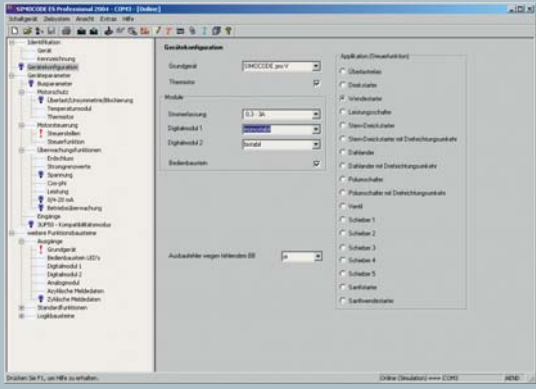 SIMOCODE ES Professional 2004 - COM3 - [Online]
Schaltgerät Zielsystem Ansicht Extras Hilfe
Identifikation
Gerät
Kennzeichnung
Gerätekonfiguration
Geräteparameter
Busparameter
Motorschutz
Überlast/Unsymmetrie/Blockierung
Temperaturmodul
Thermistor
Motorsteuerung
Steuerstellen
Steuerfunktion
Überwachungsfunktionen
Erdschluss
Stromgrenzwerte
Spannung
Cos-phi
Leistung
0/4-20 mA
Betriebsüberwachung
Eingänge
3UF50 - Kompatibilitätsmodus
weitere Funktionsbausteine
Ausgänge
Grundgerät
Bedienbaustein LED's
Digitalmodul 1
Digitalmodul 2
Analogmodul
Azyklische Meldedaten
Zyklische Meldedaten
Standardfunktionen
Logikbausteine
Gerätekonfiguration
Grundgerät SIMOCODE pro V
Thermistor
Module
Stromerfassung 0.3 - 3A
Digitalmodul 1 monostabil
Digitalmodul 2 bistabil
Bedienbaustein
Ausbaufehler wegen fehlendem BB ja
Applikation (Steuerfunktion)
Überlastrelais
Direktstarter
Wendestarter
Leistungsschalter
Stern-Dreieckstarter
Stern-Dreieckstarter mit Drehrichtungsumkehr
Dahlander
Dahlander mit Drehrichtungsumkehr
Polumschalter
Polumschalter mit Drehrichtungsumkehr
Ventil
Schieber 1
Schieber 2
Schieber 3
Schieber 4
Schieber 5
Sanftstarter
Sanftwendestarter
Drücken Sie F1, um Hilfe zu erhalten.
Online (Simulation) ==> COM3